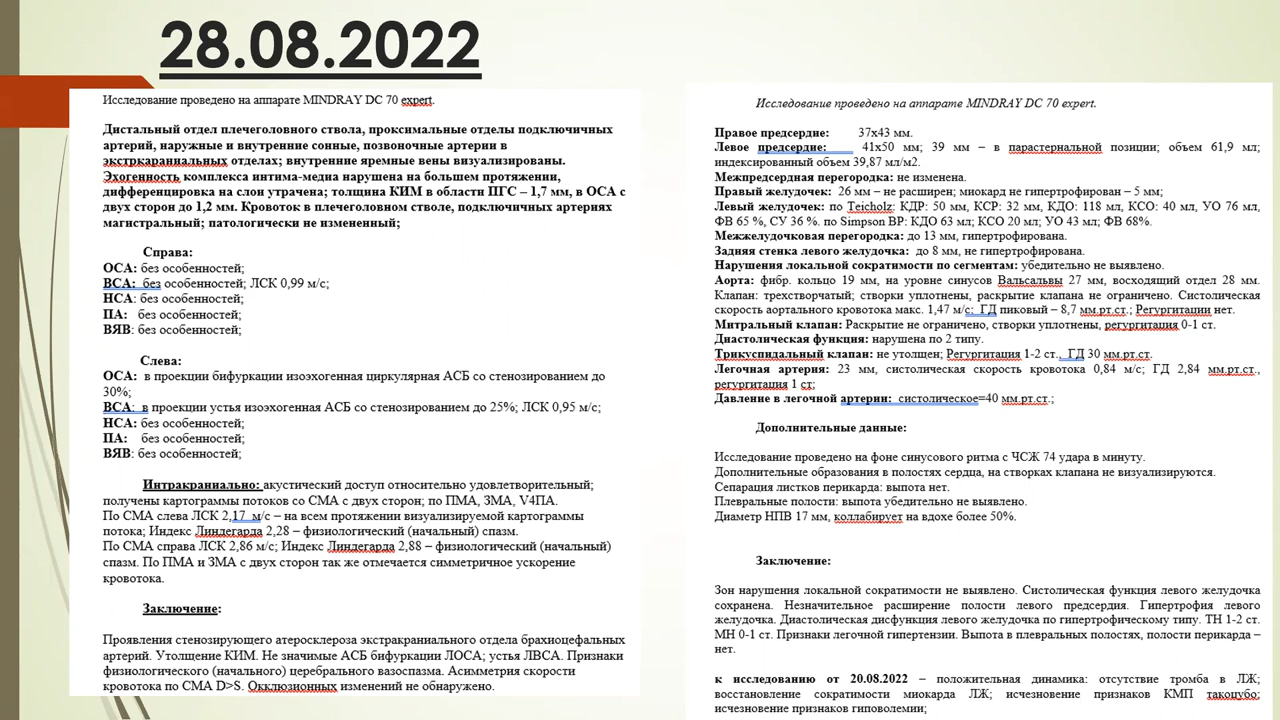 28.08.2022
Исследование проведено на аппарате MINDRAY DC 70 expert.
Дистальный отдел плечеголовного ствола, проксимальные отделы подключичных
артерий, наружные и внутренние сонные, позвоночные артерии в
экстркараниальных отделах; внутренние яремные вены визуализированы.
Эхогенность комплекса интима-медиа нарушена на большем протяжении,
дифференцировка на слои утрачена; толщина КИМ в области ПГС – 1,7 мм, в ОСА с
двух сторон до 1,2 мм. Кровоток в плечеголовном стволе, подключичных артериях
магистральный; патологически не измененный;
Справа:
ОСА: без особенностей;
ВСА: без особенностей; ЛСК 0,99 м/с;
НСА: без особенностей;
ПА: без особенностей;
ВЯВ: без особенностей;
Слева:
ОСА: в проекции бифуркации изоэхогенная циркулярная АСБ со стенозированием до
30%;
ВСА: в проекции устья изоэхогенная АСБ со стенозированием до 25%; ЛСК 0,95 м/с;
НСА: без особенностей;
ПА: без особенностей;
ВЯВ: без особенностей;
Интракраниально: акустический доступ относительно удовлетворительный;
получены картограммы потоков со СМА с двух сторон; по ПМА, ЗМА, V4ПА.
По СМА слева ЛСК 2,17 м/с – на всем протяжении визуализируемой картограммы
потока; Индекс Линдегарда 2,28 – физиологический (начальный) спазм.
По СМА справа ЛСК 2,86 м/с; Индекс Линдегарда 2,88 – физиологический (начальный)
спазм. По ПМА и ЗМА с двух сторон так же отмечается симметричное ускорение
кровотока.
Заключение:
Проявления стенозирующего атеросклероза экстракраниального отдела брахиоцефальных
артерий. Утолщение КИМ. Не значимые АСБ бифуркации ЛОСА; устья ЛВСА. Признаки
физиологического (начального) церебрального вазоспазма. Асимметрия скорости
кровотока по СМА D>S. Окклюзионных изменений не обнаружено.
Исследование проведено на аппарате MINDRAY DC 70 expert.
Правое предсердие: 37х43 мм.
Левое предсердие: 41х50 мм; 39 мм – в парастернальной позиции; объем 61,9 мл;
индексированный объем 39,87 мл/м2.
Межпредсердная перегородка: не изменена.
Правый желудочек: 26 мм – не расширен; миокард не гипертрофирован – 5 мм;
Левый желудочек: по Teicholz: КДР: 50 мм, КСР: 32 мм, КДО: 118 мл, КСО: 40 мл, УО 76 мл,
ФВ 65 %, СУ 36 %. по Simpson BP: КДО 63 мл; КСО 20 мл; УО 43 мл; ФВ 68%.
Межжелудочковая перегородка: до 13 мм, гипертрофирована.
Задняя стенка левого желудочка: до 8 мм, не гипертрофирована.
Нарушения локальной сократимости по сегментам: убедительно не выявлено.
Аорта: фибр. кольцо 19 мм, на уровне синусов Вальсальвы 27 мм, восходящий отдел 28 мм.
Клапан: трехстворчатый; створки уплотнены, раскрытие клапана не ограничено. Систолическая
скорость аортального кровотока макс. 1,47 м/с; ГД пиковый – 8,7 мм.рт.ст.; Регургитации нет.
Митральный клапан: Раскрытие не ограничено, створки уплотнены, регургитация 0-1 ст.
Диастолическая функция: нарушена по 2 типу.
Трикуспидальный клапан: не утолщен; Регургитация 1-2 ст., ГД 30 мм.рт.ст.
Легочная артерия: 23 мм, систолическая скорость кровотока 0,84 м/с; ГД 2,84 мм.рт.ст.,
регургитация 1 ст;
Давление в легочной артерии: систолическое=40 мм.рт.ст.;
Дополнительные данные:
Исследование проведено на фоне синусового ритма с ЧСЖ 74 удара в минуту.
Дополнительные образования в полостях сердца, на створках клапана не визуализируются.
Сепарация листков перикарда: выпота нет.
Плевральные полости: выпота убедительно не выявлено.
Диаметр НПВ 17 мм, коллабирует на вдохе более 50%.
Заключение:
Зон нарушения локальной сократимости не выявлено. Систолическая функция левого желудочка
сохранена. Незначительное расширение полости левого предсердия. Гипертрофия левого
желудочка. Диастолическая дисфункция левого желудочка по гипертрофическому типу. ТН 1-2 ст.
МН 0-1 ст. Признаки легочной гипертензии. Выпота в плевральных полостях, полости перикарда –
нет.
к исследованию от 20.08.2022 – положительная динамика: отсутствие тромба в ЛЖ;
восстановление сократимости миокарда ЛЖ; исчезновение признаков КМП такоцубо;
исчезновение признаков гиповолемии;